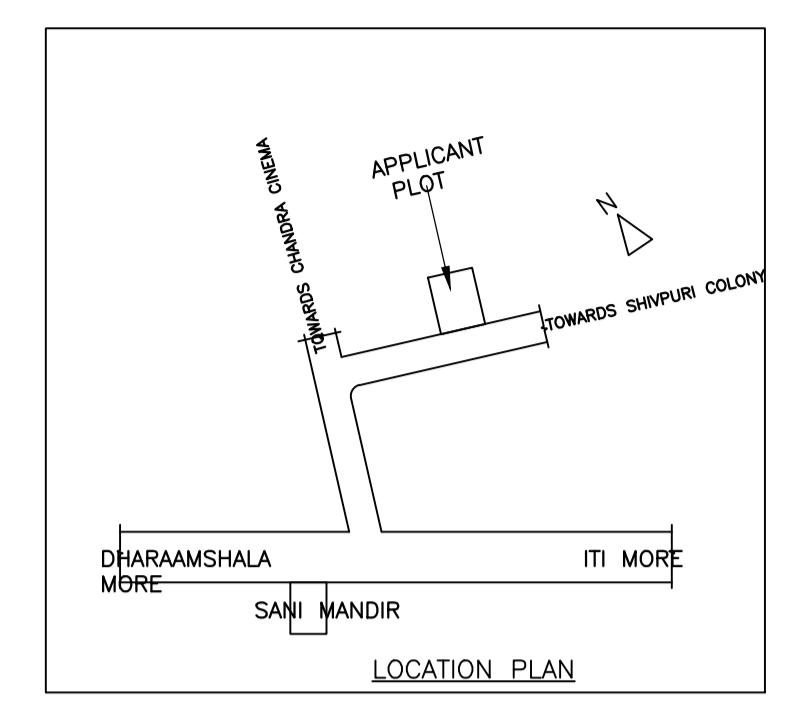 TOWARDS CHANDRA CINEMA
APPLICANT
PLOT
N
TOWARDS SHIVPURI COLONY
DHARAAMSHALA
MORE
ITI MORE
SANI MANDIR
LOCATION PLAN